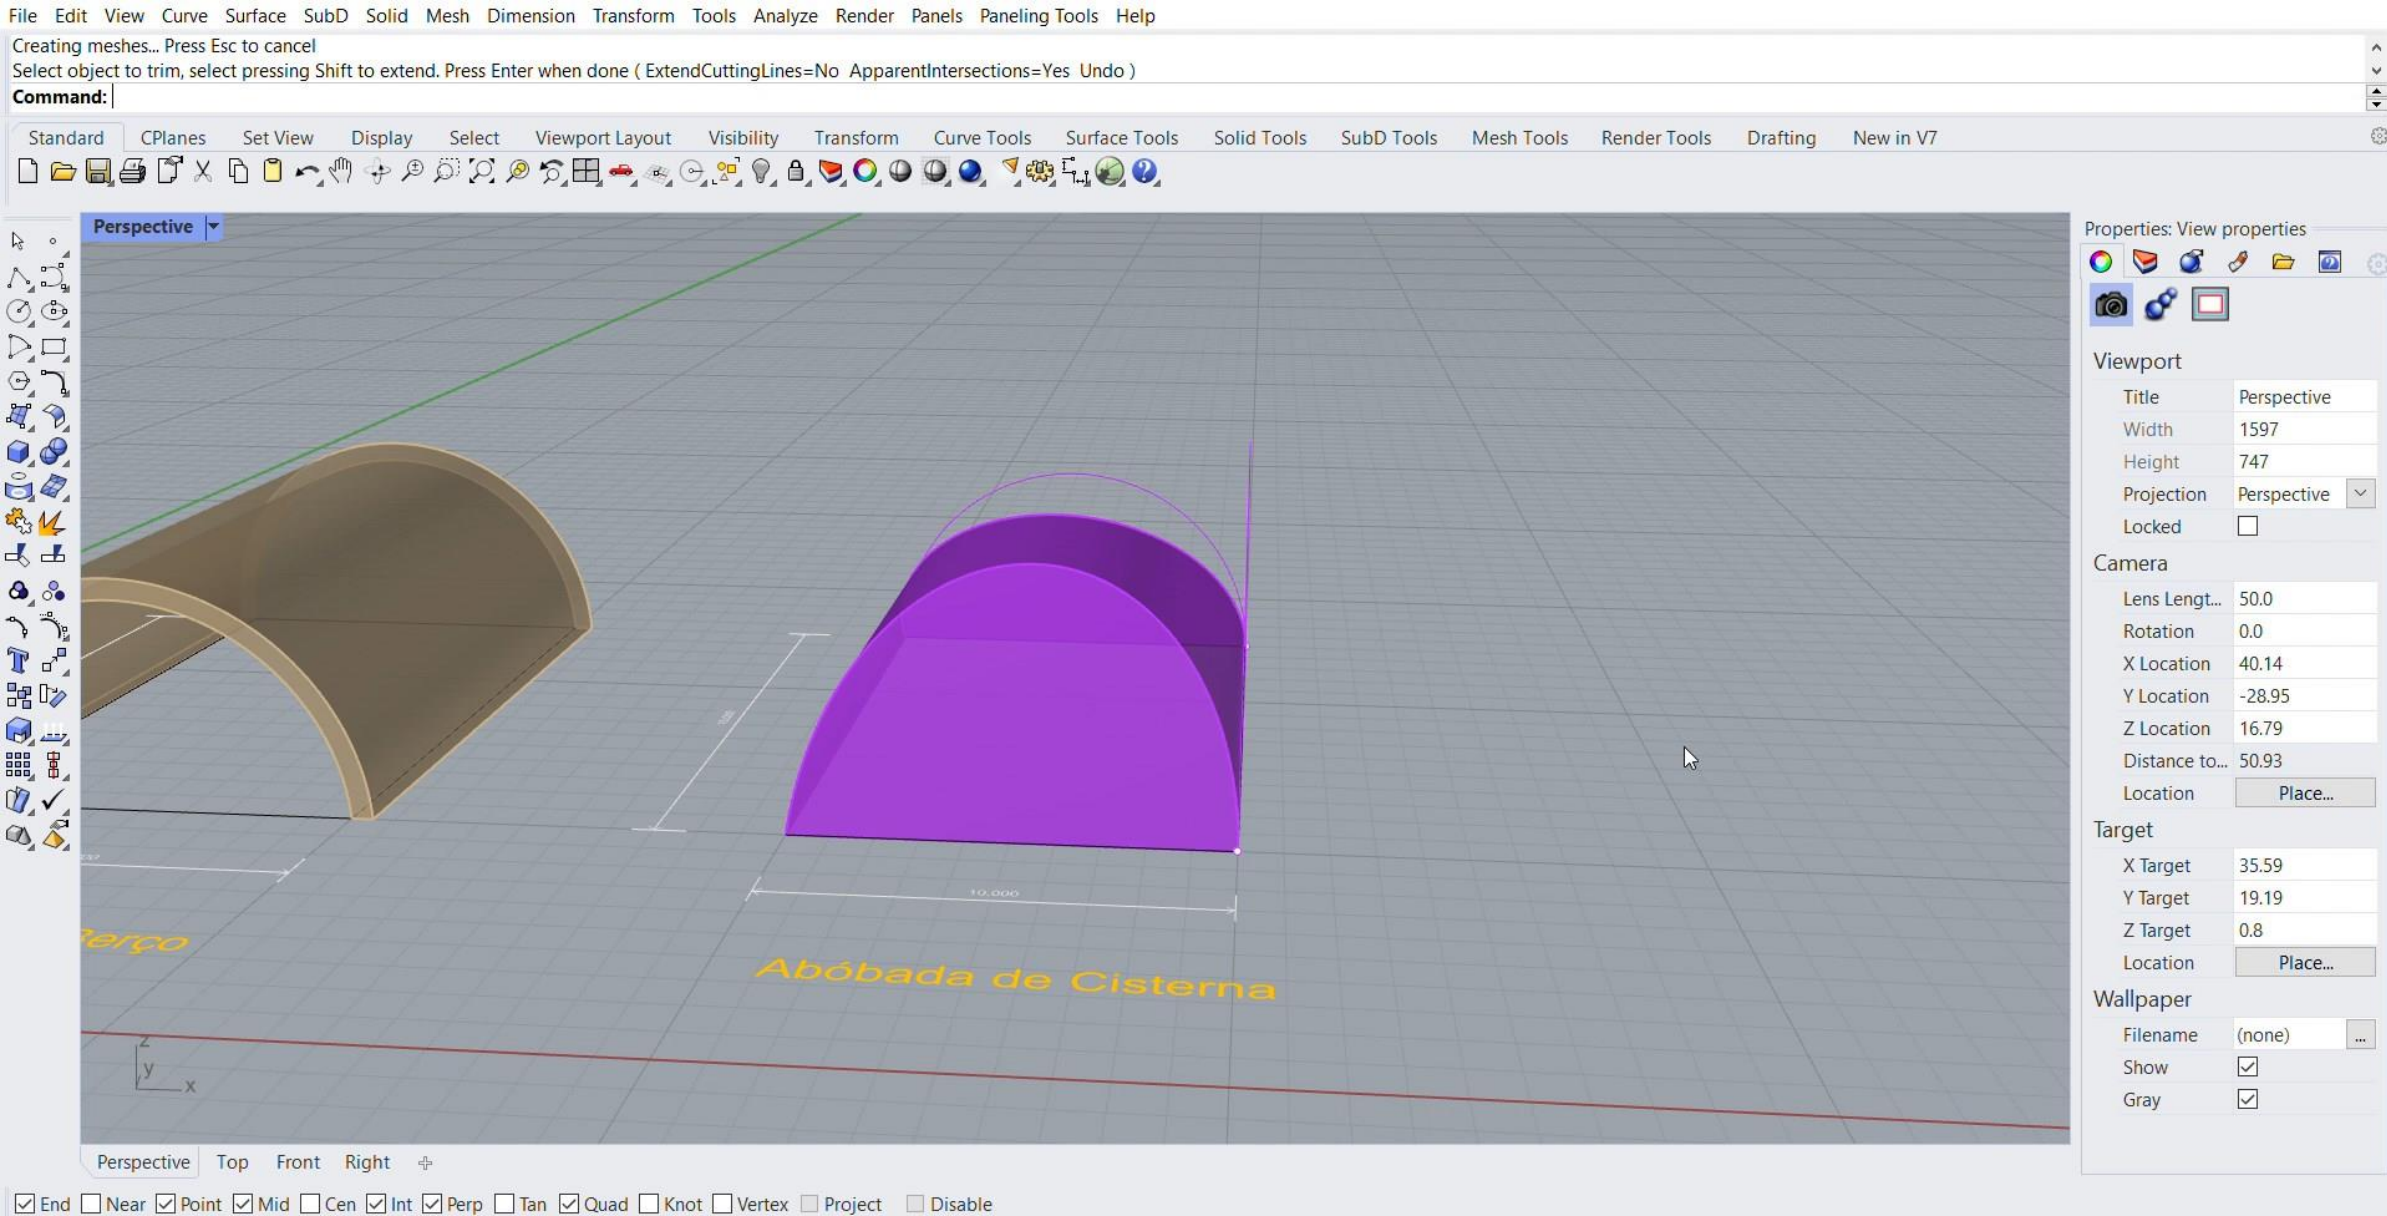 File Edit View Curve Surface SubD Solid Mesh Dimension Transform Tools Analyze Render Panels Paneling Tools Help
Creating meshes... Press Esc to cancel
Select object to trim, select pressing Shift to extend. Press Enter when done ( ExtendCuttingLines=No ApparentIntersections=Yes Undo )
Command:
Standard CPlanes Set View Display Select Viewport Layout Visibility Transform Curve Tools Surface Tools Solid Tools SubD Tools Mesh Tools Render Tools Drafting New in V7
Perspective
Properties: View properties
Viewport
Title Perspective
Width 1597
Height 747
Projection Perspective
Locked
Camera
Lens Lengt... 50.0
Rotation 0.0
X Location 40.14
Y Location -28.95
Z Location 16.79
Distance to... 50.93
Location Place...
Target
X Target 35.59
Y Target 19.19
Z Target 0.8
Location Place...
Wallpaper
Filename (none) ...
Show
Gray
10.000
Berço
Abóbada de Cisterna
z
y
x
Perspective Top Front Right
End Near Point Mid Cen Int Perp Tan Quad Knot Vertex Project Disable